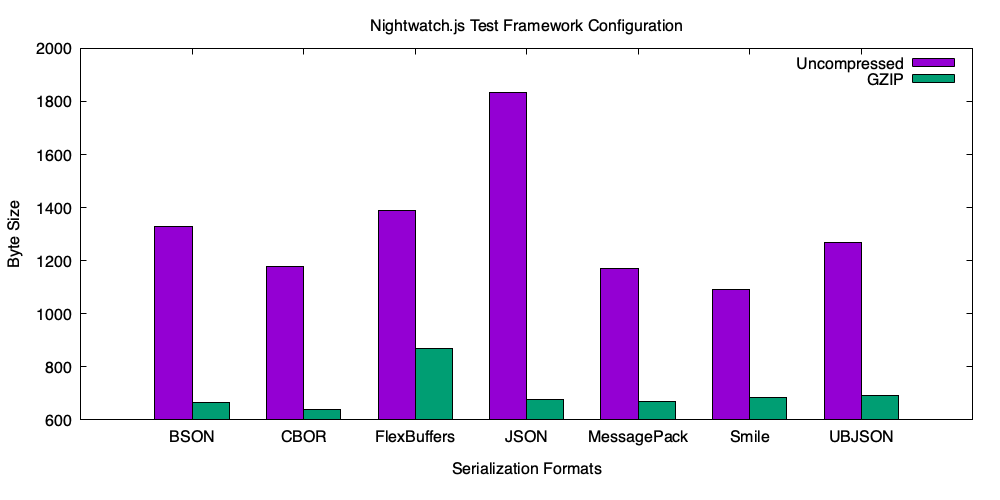 Nightwatch.js Test Framework Configuration
2000
1800
1600
1400
1200
1000
800
600
Byte Size
Uncompressed
GZIP
BSON CBOR FlexBuffers JSON MessagePack Smile UBJSON
Serialization Formats